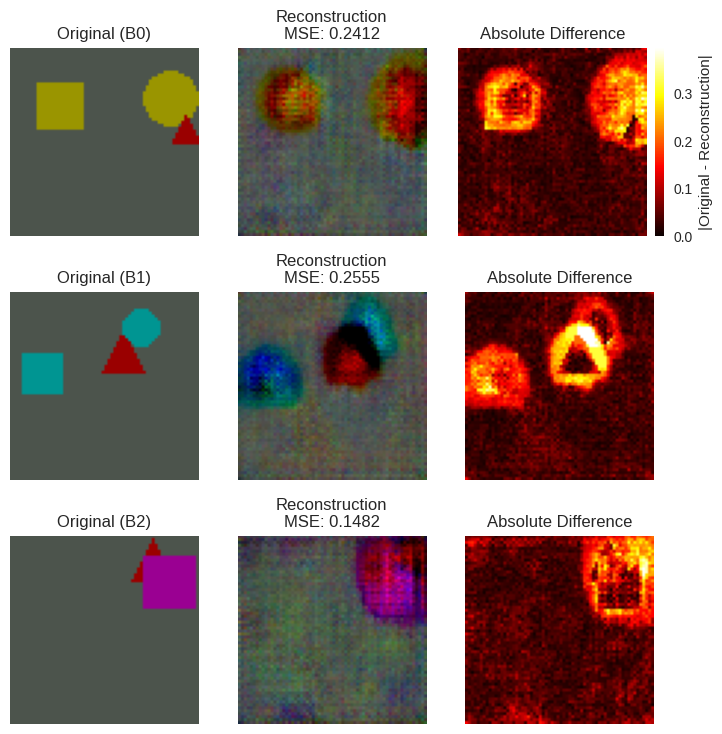 Original (B0)
Reconstruction
MSE: 0.2412
Absolute Difference
0.3
0.2
0.1
0.0
|Original - Reconstruction|
Original (B1)
Reconstruction
MSE: 0.2555
Absolute Difference
Original (B2)
Reconstruction
MSE: 0.1482
Absolute Difference